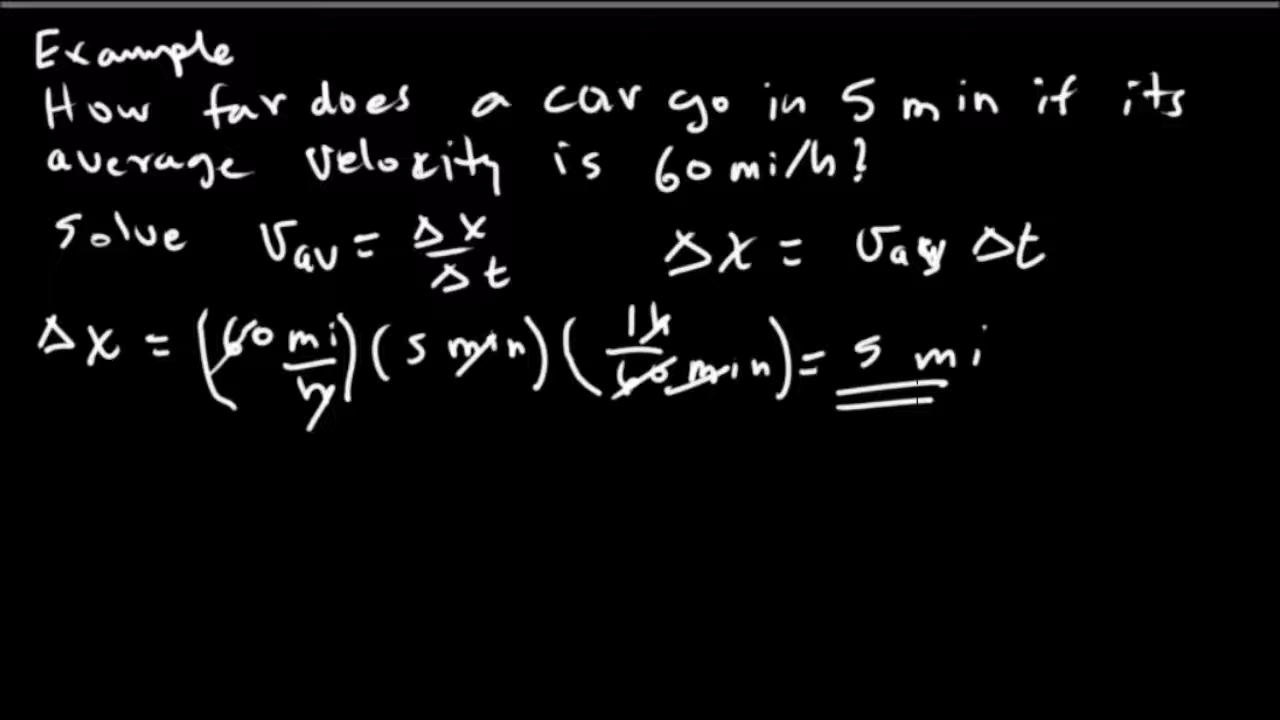 Example
How far does a car go in 5 min if its
average velocity is 60 mi/h?
solve v_av = Δx/Δt Δx = v_av Δt
Δx = (60 mi/h)(5 min)(1h/60 min) = 5 mi